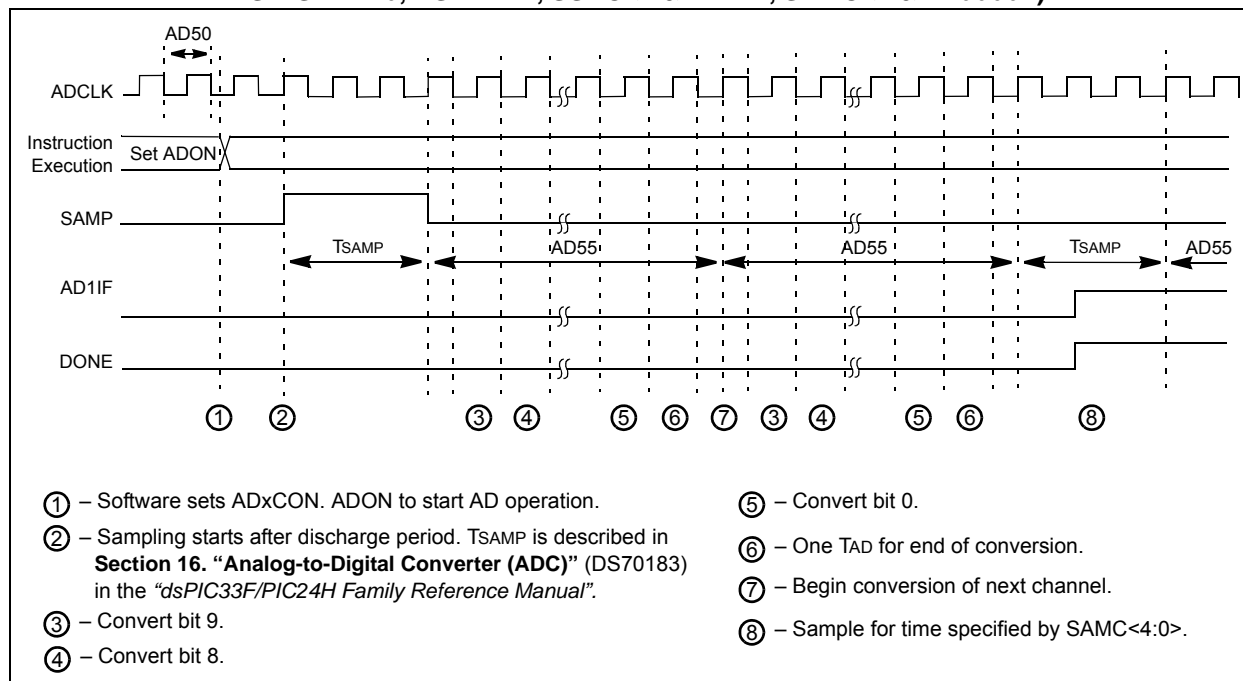 AD50
ADCLK
Instruction
Execution
Set ADON
SAMP
TSAMP
AD55
AD55
TSAMP
AD55
AD1IF
DONE
1 2 3 4 5 6 7 3 4 5 6 8
1 – Software sets ADxCON. ADON to start AD operation.
2 – Sampling starts after discharge period. TSAMP is described in
Section 16. “Analog-to-Digital Converter (ADC)” (DS70183)
in the “dsPIC33F/PIC24H Family Reference Manual”.
3 – Convert bit 9.
4 – Convert bit 8.
5 – Convert bit 0.
6 – One TAD for end of conversion.
7 – Begin conversion of next channel.
8 – Sample for time specified by SAMC<4:0>.